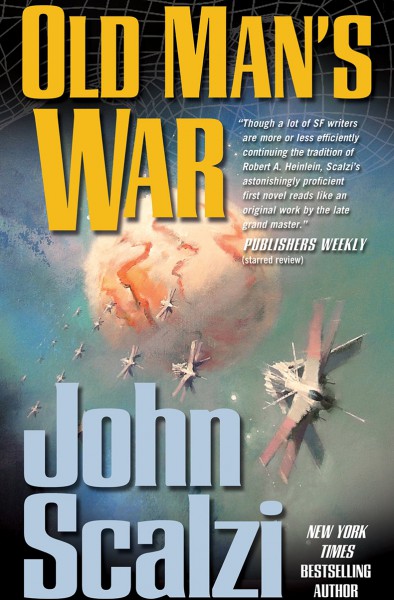 OLD MAN'S
WAR
"Though a lot of SF writers
are more or less efficiently
continuing the tradition of
Robert A. Heinlein, Scalzi's
astonishingly proficient
first novel reads like an
original work by the late
grand master."
PUBLISHERS WEEKLY
(starred review)
John
Scalzi
NEW YORK
TIMES
BESTSELLING
AUTHOR